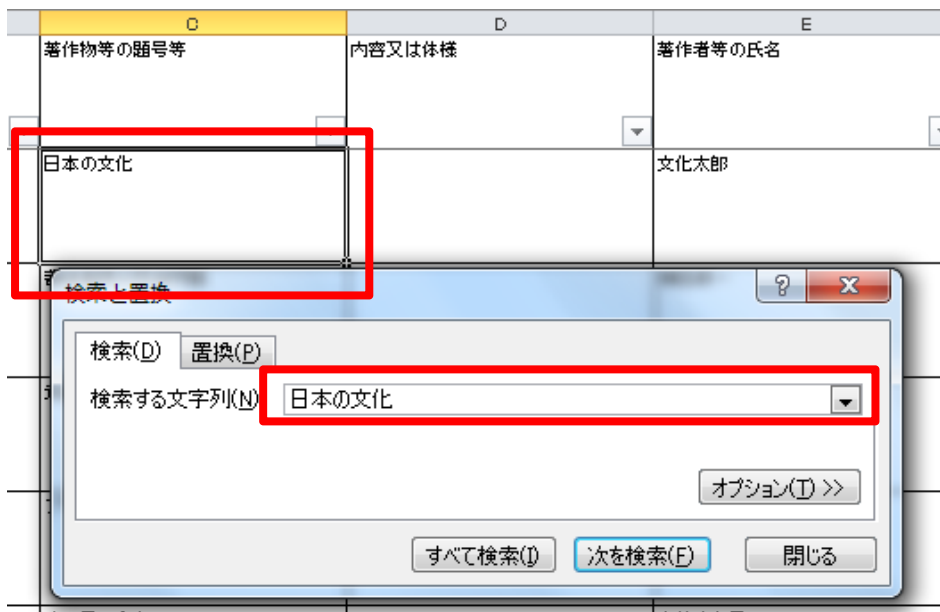 C D E
著作物等の題号等 内容又は体様 著作者等の氏名
日本の文化 文化太郎
検索と置換 ?
検索(D) 置換(P)
検索する文字列(N) 日本の文化
オプション(T) >>
すべて検索(I) 次を検索(F) 閉じる